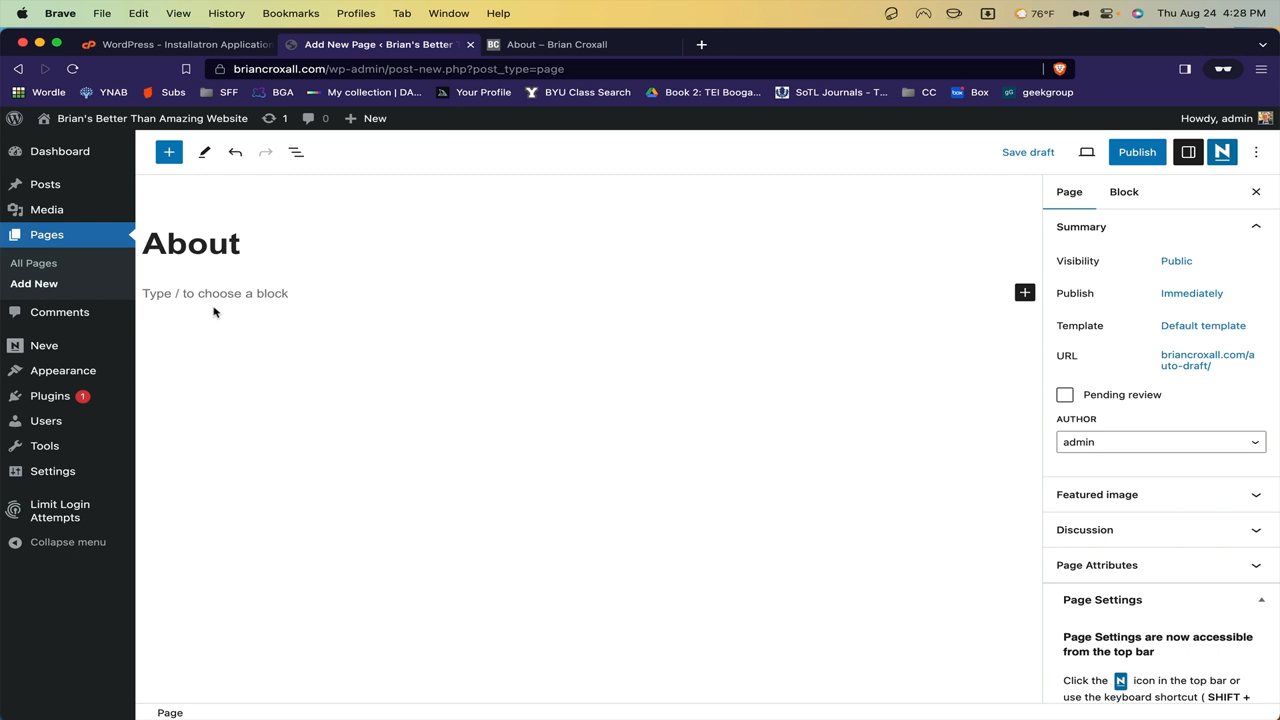 Brave File Edit View History Bookmarks Profiles Tab Window Help 76°F Thu Aug 24 4:28 PM
WordPress - Installatron Applicatio Add New Page ‹ Brian's Better T BC About – Brian Croxall
briancroxall.com/wp-admin/post-new.php?post_type=page
Wordle YNAB Subs SFF BGA My collection | DA... Your Profile BYU Class Search Book 2: TEI Booga... SoTL Journals - T... CC box Box gG geekgroup
Brian's Better Than Amazing Website 1 0 New Howdy, admin
Dashboard
Save draft Publish N
Posts
Media
Pages
All Pages
Add New
Comments
N Neve
Appearance
Plugins 1
Users
Tools
Settings
Limit Login
Attempts
Collapse menu
About
Type / to choose a block
Page Block
Summary
Visibility Public
Publish Immediately
Template Default template
URL briancroxall.com/a
uto-draft/
Pending review
AUTHOR
admin
Featured image
Discussion
Page Attributes
Page Settings
Page Settings are now accessible
from the top bar
Click the N icon in the top bar or
use the keyboard shortcut ( SHIFT +
Page